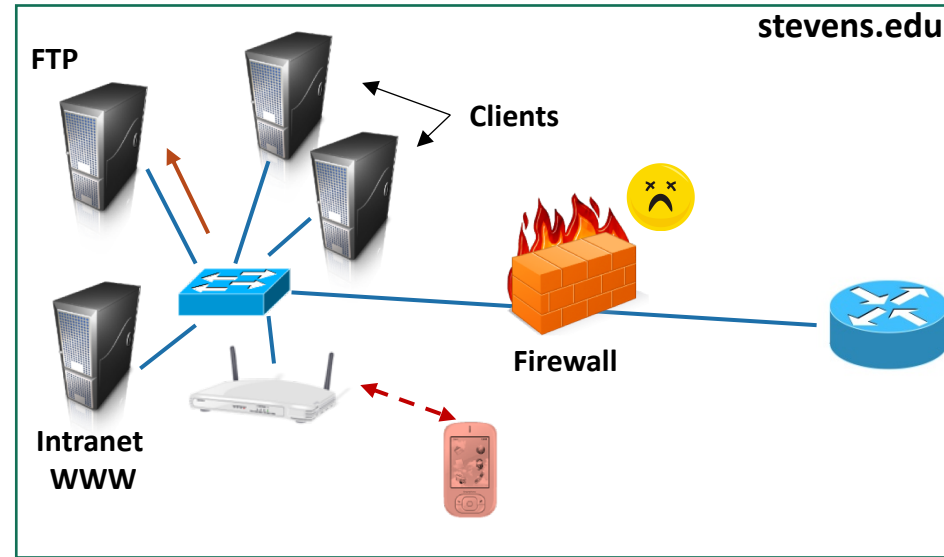 stevens.edu
FTP
Clients
Firewall
Intranet
WWW